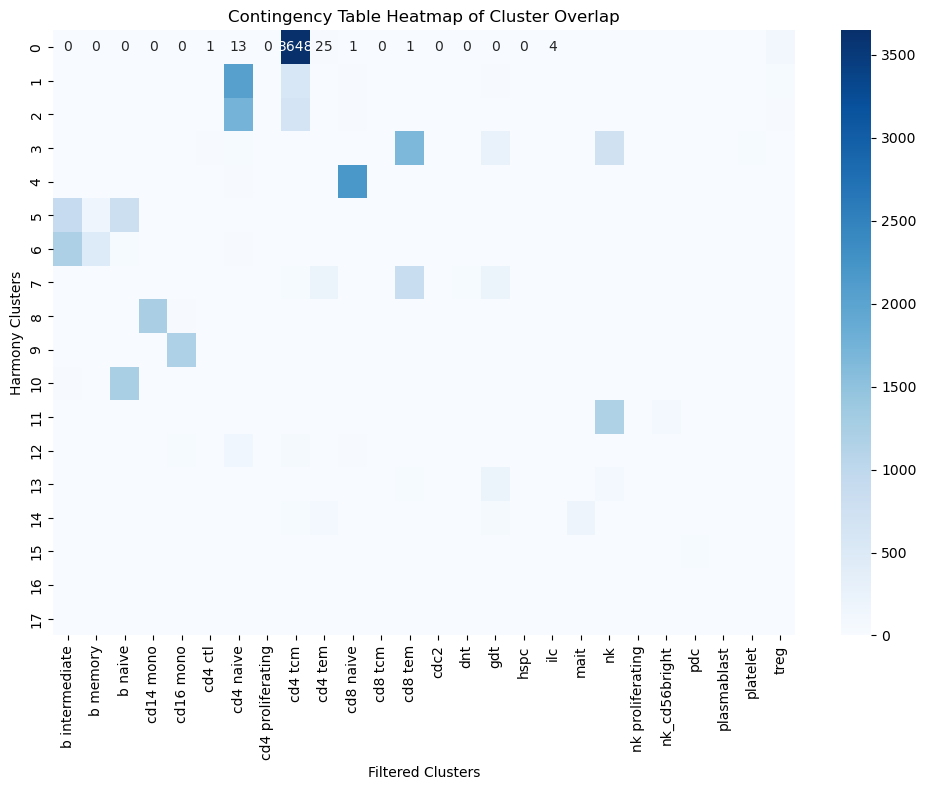 Contingency Table Heatmap of Cluster Overlap
Harmony Clusters
0
1
2
3
4
5
6
7
8
9
10
11
12
13
14
15
16
17
0 0 0 0 0 1 13 0 3648 25 1 0 1 0 0 0 0 4
b intermediate
b memory
b naive
cd14 mono
cd16 mono
cd4 ctl
cd4 naive
cd4 proliferating
cd4 tcm
cd4 tem
cd8 naive
cd8 tcm
cd8 tem
cdc2
dnt
gdt
hspc
ilc
mait
nk
nk proliferating
nk_cd56bright
pdc
plasmablast
platelet
treg
Filtered Clusters
3500
3000
2500
2000
1500
1000
500
0